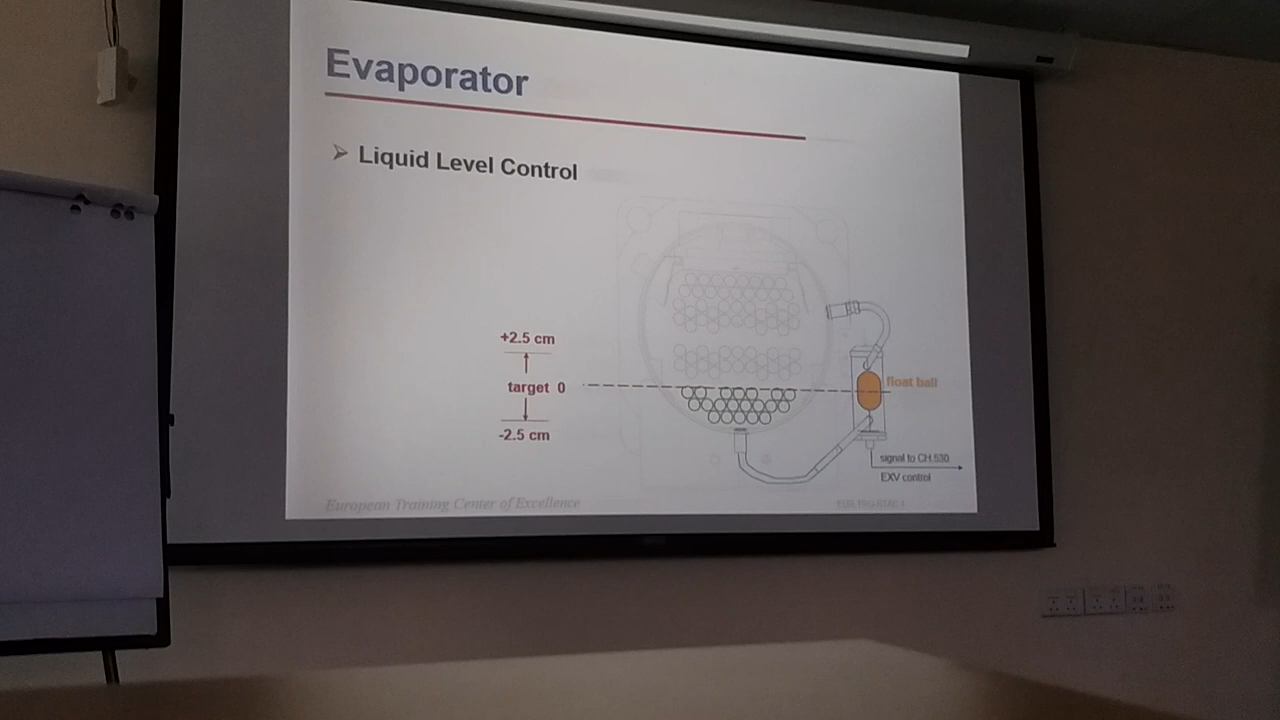 Evaporator
Liquid Level Control
+2.5 cm
target 0
float ball
-2.5 cm
signal to CH.530
EXV control
European Training Center of Excellence